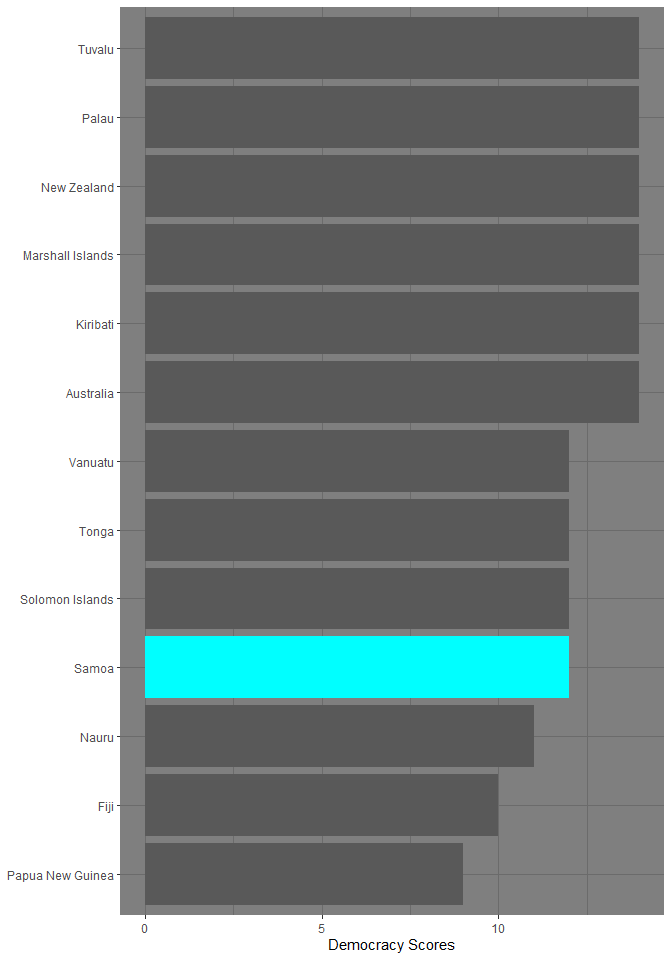 Tuvalu
Palau
New Zealand
Marshall Islands
Kiribati
Australia
Vanuatu
Tonga
Solomon Islands
Samoa
Nauru
Fiji
Papua New Guinea
0 5 10
Democracy Scores